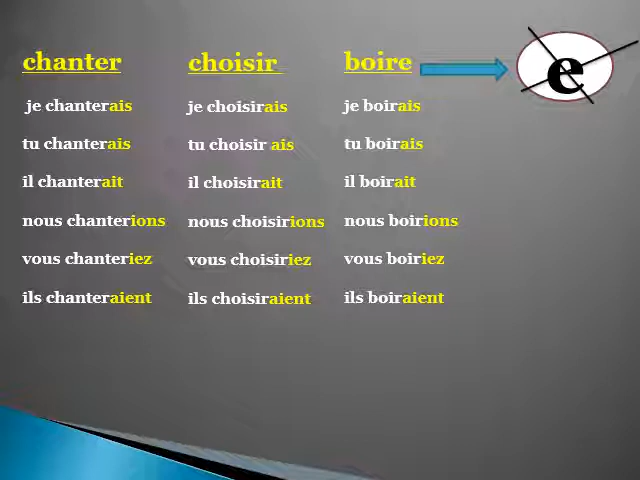 chanter choisir boire e
je chanterais je choisirais je boirais
tu chanterais tu choisir ais tu boirais
il chanterait il choisirait il boirait
nous chanterions nous choisirions nous boirions
vous chanteriez vous choisiriez vous boiriez
ils chanteraient ils choisiraient ils boiraient